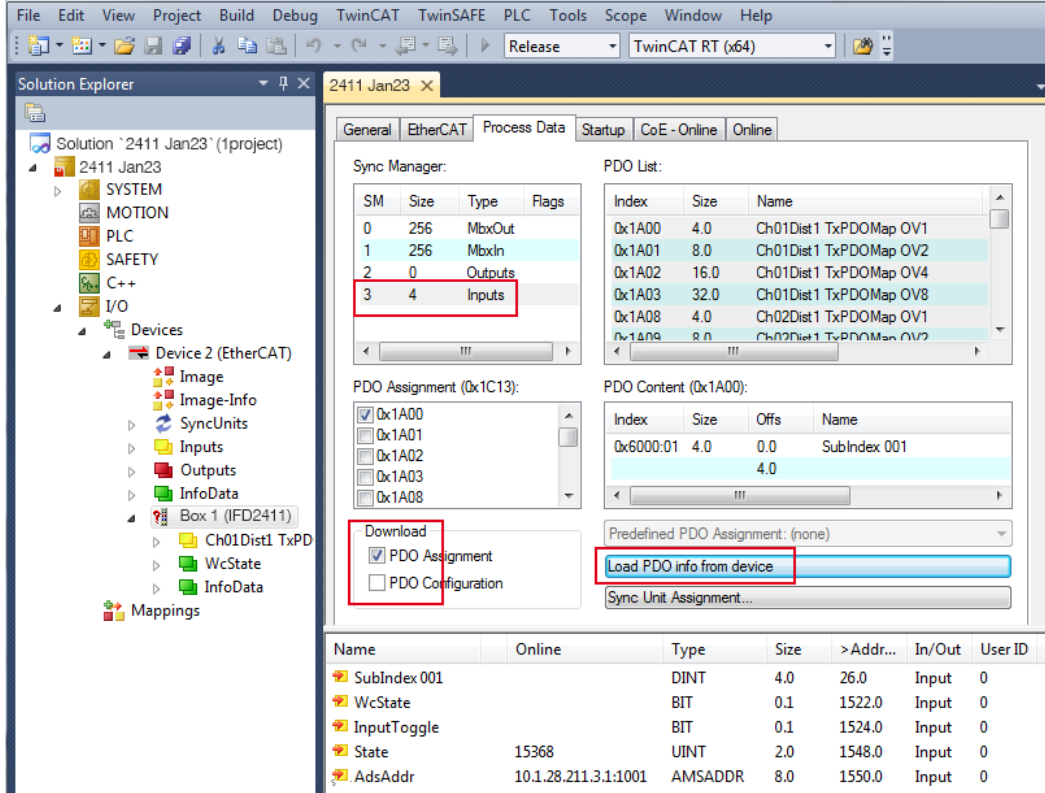 File Edit View Project Build Debug TwinCAT TwinSAFE PLC Tools Scope Window Help
Release TwinCAT RT (x64)
Solution Explorer
Solution `2411 Jan23`(1project)
2411 Jan23
SYSTEM
MOTION
PLC
SAFETY
C++
I/O
Devices
Device 2 (EtherCAT)
Image
Image-Info
SyncUnits
Inputs
Outputs
InfoData
Box 1 (IFD2411)
Ch01Dist1 TxPD
WcState
InfoData
Mappings
2411 Jan23
General EtherCAT Process Data Startup CoE - Online Online
Sync Manager:
SM Size Type Flags
0 256 MbxOut
1 256 MbxIn
2 0 Outputs
3 4 Inputs
PDO List:
Index Size Name
0x1A00 4.0 Ch01Dist1 TxPDOMap OV1
0x1A01 8.0 Ch01Dist1 TxPDOMap OV2
0x1A02 16.0 Ch01Dist1 TxPDOMap OV4
0x1A03 32.0 Ch01Dist1 TxPDOMap OV8
0x1A08 4.0 Ch02Dist1 TxPDOMap OV1
0x1A09 8.0 Ch02Dist1 TxPDOMap OV2
PDO Assignment (0x1C13):
0x1A00
0x1A01
0x1A02
0x1A03
0x1A08
PDO Content (0x1A00):
Index Size Offs Name
0x6000:01 4.0 0.0 SubIndex 001
4.0
Download
PDO Assignment
PDO Configuration
Predefined PDO Assignment: (none)
Load PDO info from device
Sync Unit Assignment...
Name Online Type Size >Addr... In/Out User ID
SubIndex 001 DINT 4.0 26.0 Input 0
WcState BIT 0.1 1522.0 Input 0
InputToggle BIT 0.1 1524.0 Input 0
State 15368 UINT 2.0 1548.0 Input 0
AdsAddr 10.1.28.211.3.1:1001 AMSADDR 8.0 1550.0 Input 0